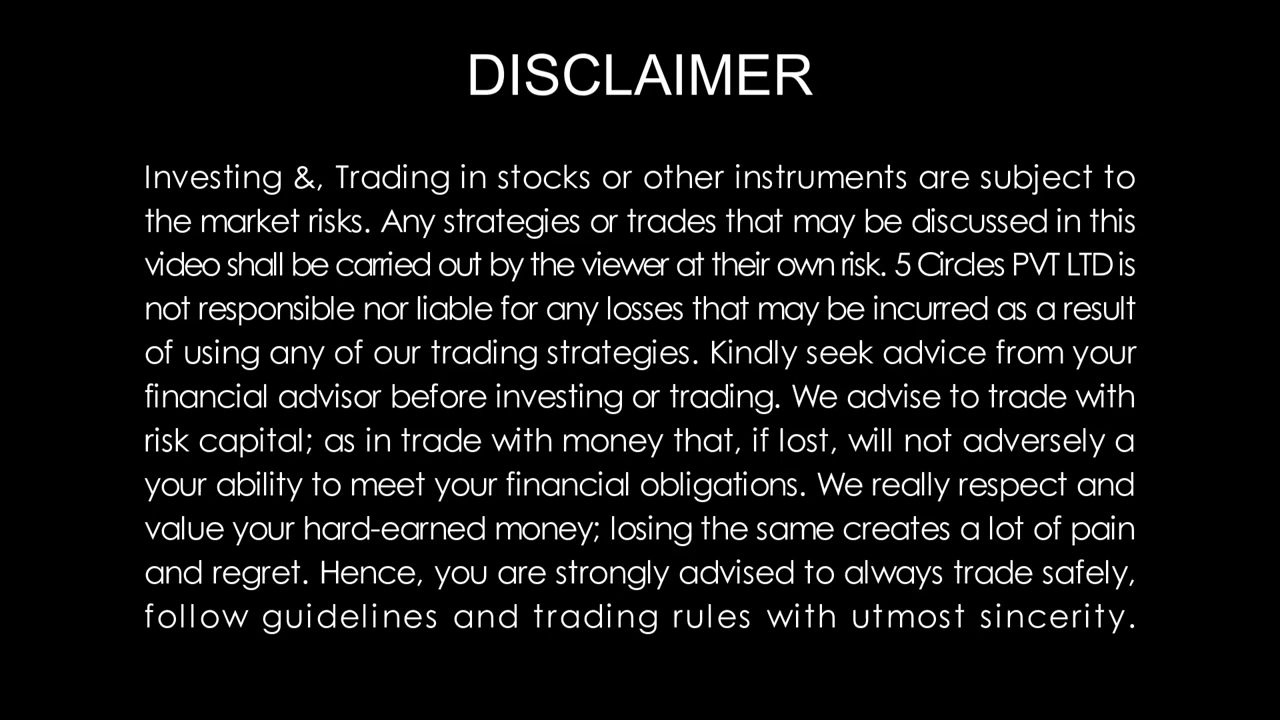 DISCLAIMER
Investing &, Trading in stocks or other instruments are subject to
the market risks. Any strategies or trades that may be discussed in this
video shall be carried out by the viewer at their own risk. 5 Circles PVT LTD is
not responsible nor liable for any losses that may be incurred as a result
of using any of our trading strategies. Kindly seek advice from your
financial advisor before investing or trading. We advise to trade with
risk capital; as in trade with money that, if lost, will not adversely a
your ability to meet your financial obligations. We really respect and
value your hard-earned money; losing the same creates a lot of pain
and regret. Hence, you are strongly advised to always trade safely,
follow guidelines and trading rules with utmost sincerity.